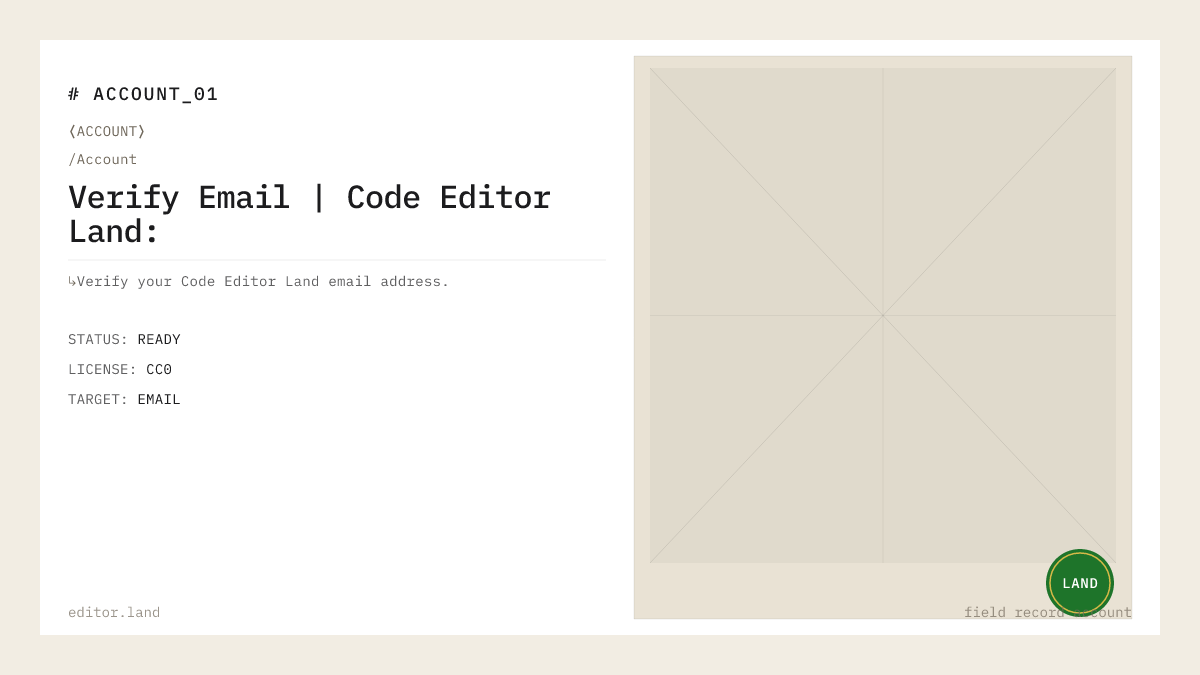 # ACCOUNT_01
⟨ACCOUNT⟩
/Account
Verify Email | Code Editor
Land:
↳Verify your Code Editor Land email address.
STATUS: READY
LICENSE: CC0
TARGET: EMAIL
LAND
editor.land
field record account